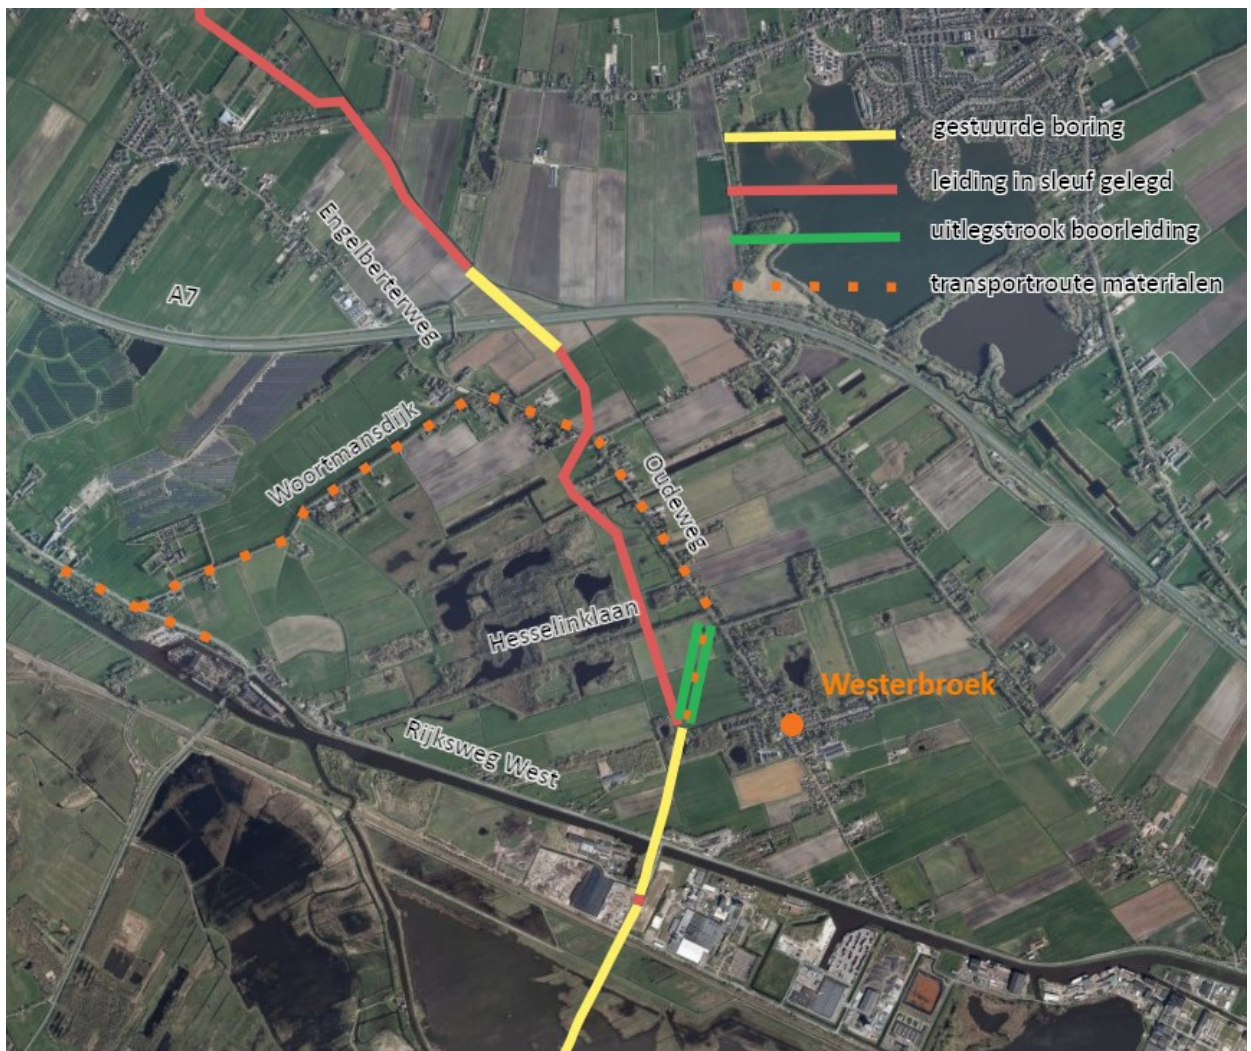 gestuurde boring
leiding in sleuf gelegd
uitlegstrook boorleiding
transportroute materialen
Engelberterweg
A7
Woortmansdijk
Oudeweg
Hesselinklaan
Westerbroek
Rijksweg West